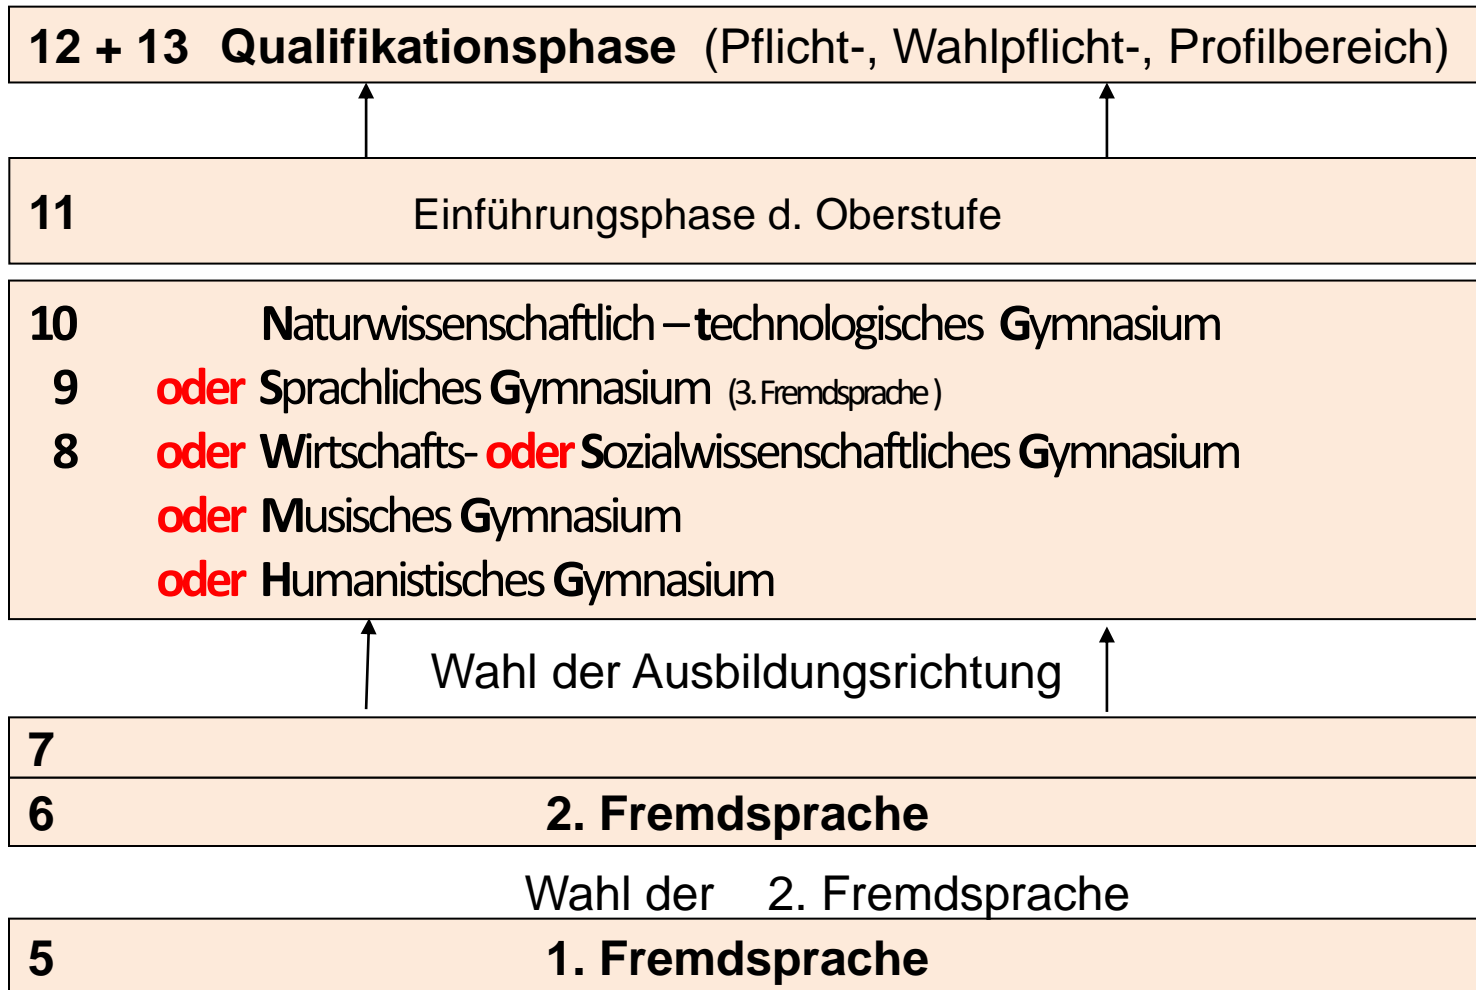 12 + 13 Qualifikationsphase (Pflicht-, Wahlpflicht-, Profilbereich)
11 Einführungsphase d. Oberstufe
10 Naturwissenschaftlich – technologisches Gymnasium
9 oder Sprachliches Gymnasium (3. Fremdsprache )
8 oder Wirtschafts- oder Sozialwissenschaftliches Gymnasium
oder Musisches Gymnasium
oder Humanistisches Gymnasium
Wahl der Ausbildungsrichtung
7
6 2. Fremdsprache
Wahl der 2. Fremdsprache
5 1. Fremdsprache